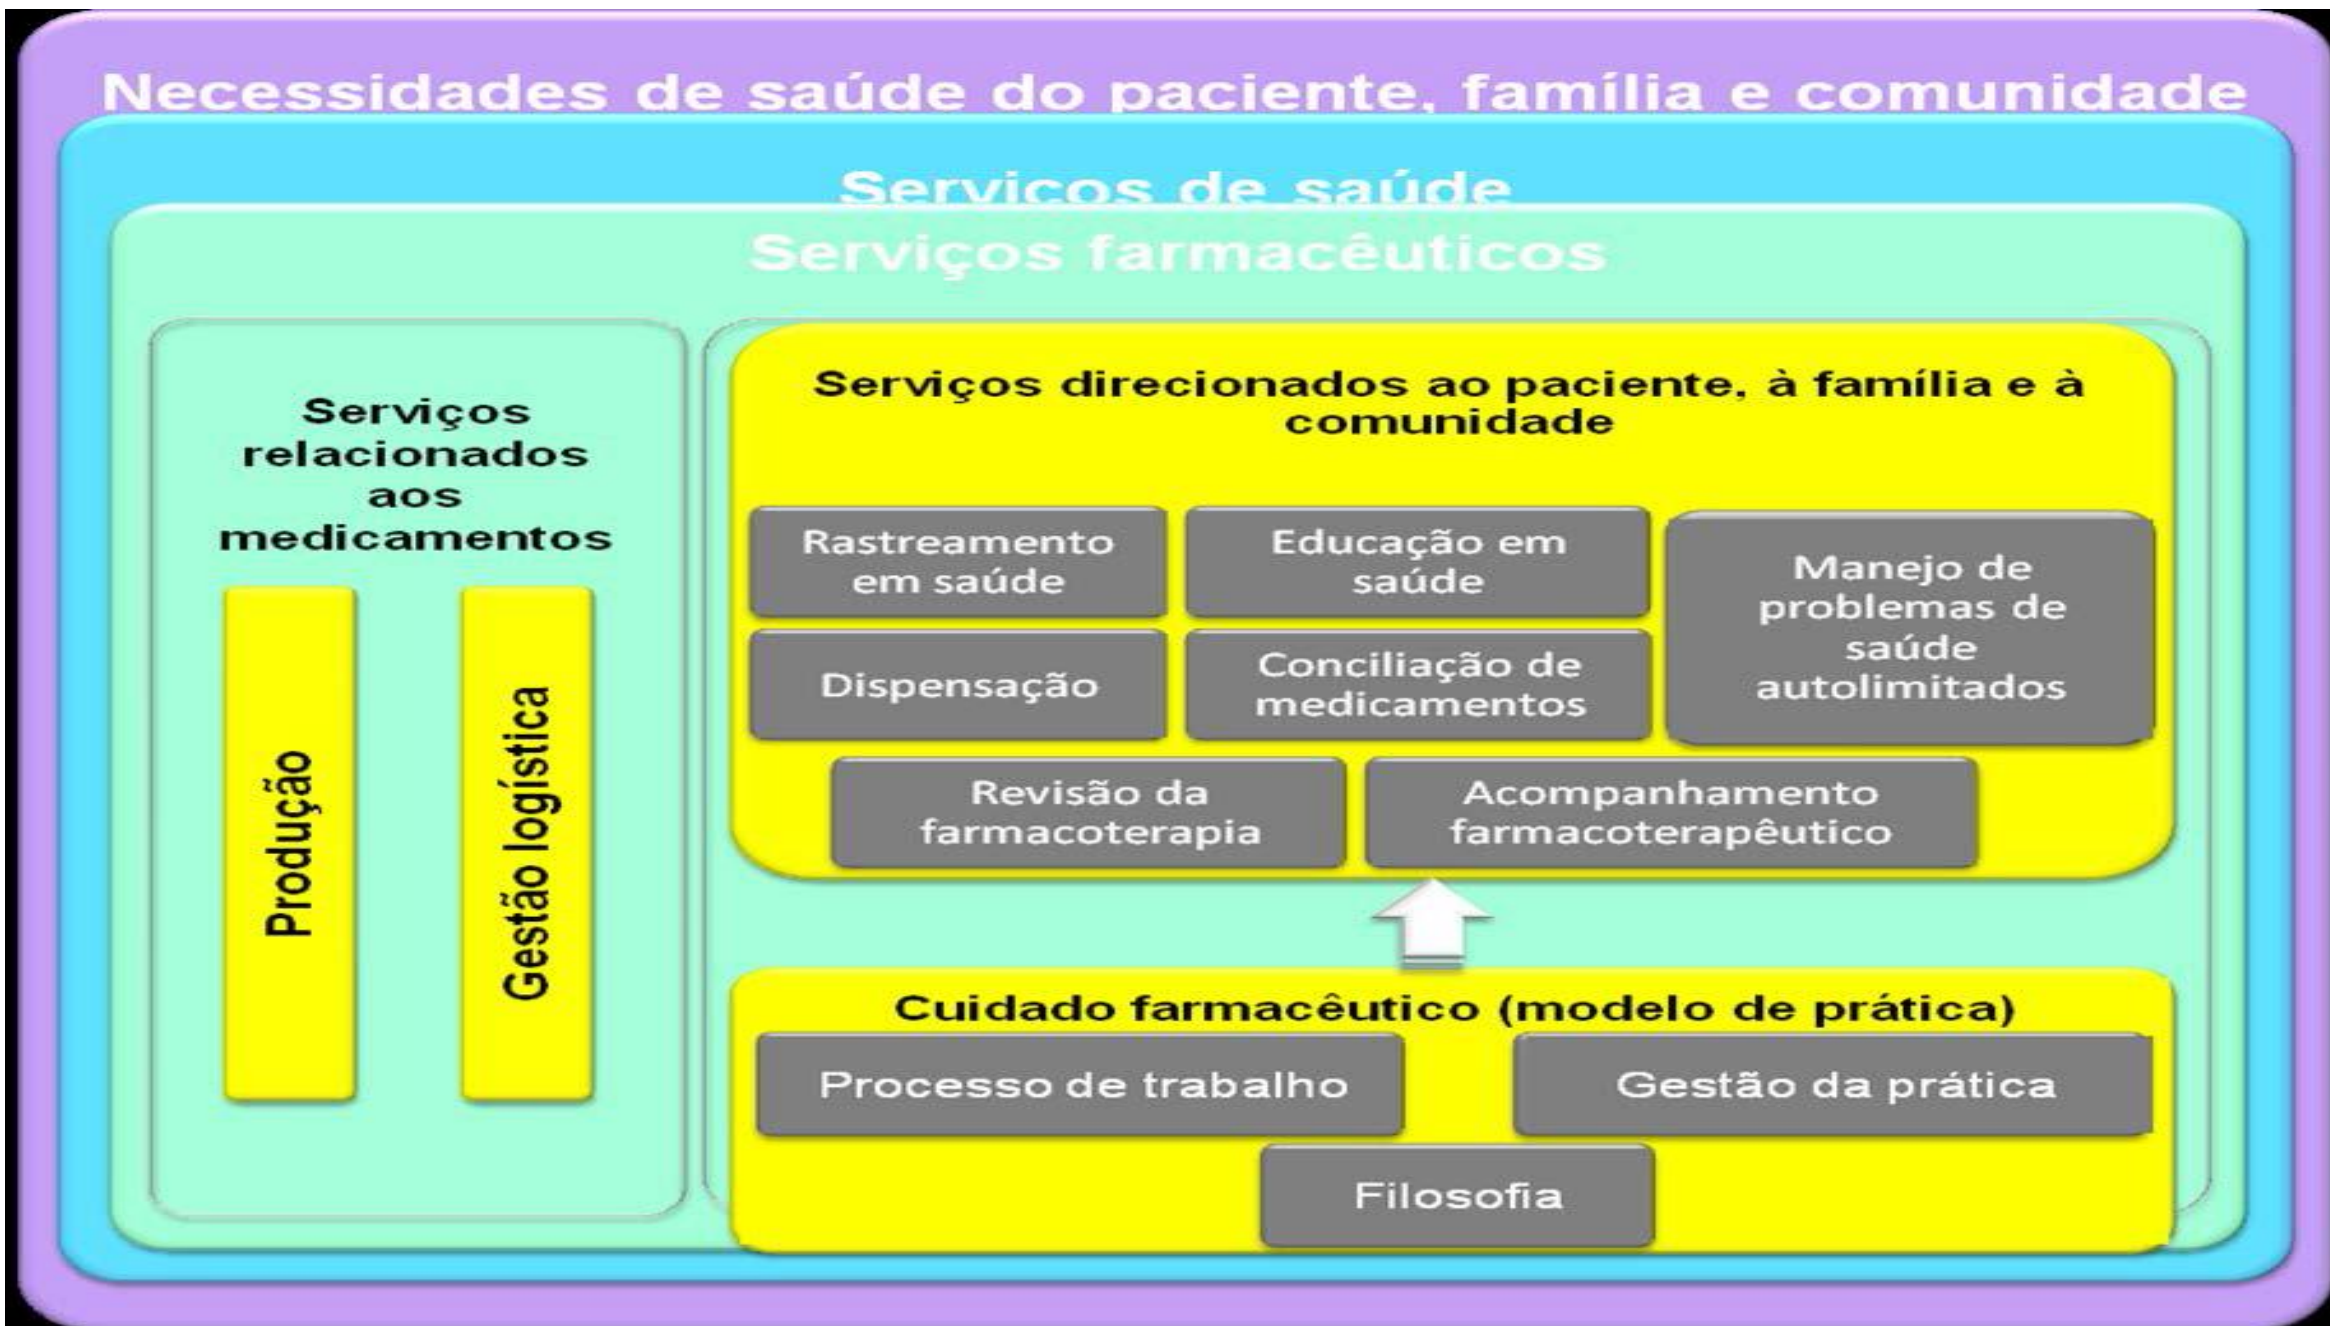 Necessidades de saúde do paciente, família e comunidade
Serviços de saúde
Serviços farmacêuticos
Serviços
relacionados
aos
medicamentos
Produção
Gestão logística
Serviços direcionados ao paciente, à família e à
comunidade
Rastreamento
em saúde
Educação em
saúde
Manejo de
problemas de
saúde
autolimitados
Dispensação
Conciliação de
medicamentos
Revisão da
farmacoterapia
Acompanhamento
farmacoterapêutico
Cuidado farmacêutico (modelo de prática)
Processo de trabalho
Gestão da prática
Filosofia